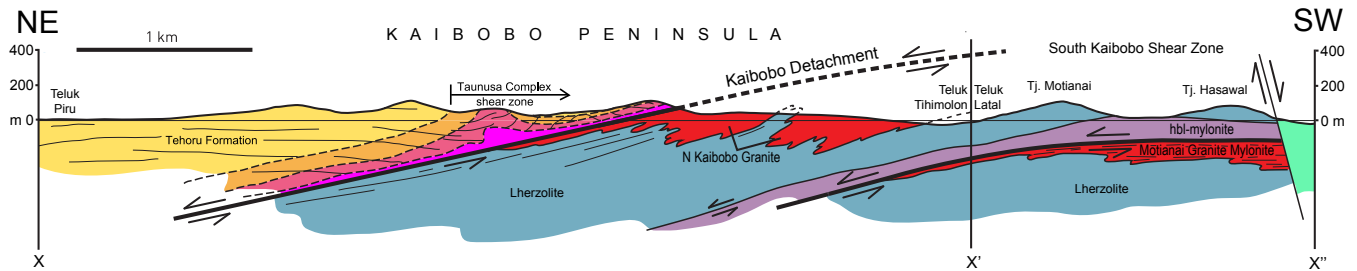 NE
SW
1 km
KAIBOBO PENINSULA
400
200
m 0
400
200
0 m
Teluk
Piru
Taunusa Complex
shear zone
Kaibobo Detachment
South Kaibobo Shear Zone
Teluk
Tihimolon
Teluk
Latal
Tj. Motianai
Tj. Hasawal
Tehoru Formation
N Kaibobo Granite
hbl-mylonite
Motianai Granite Mylonite
Lherzolite
Lherzolite
X
X'
X"